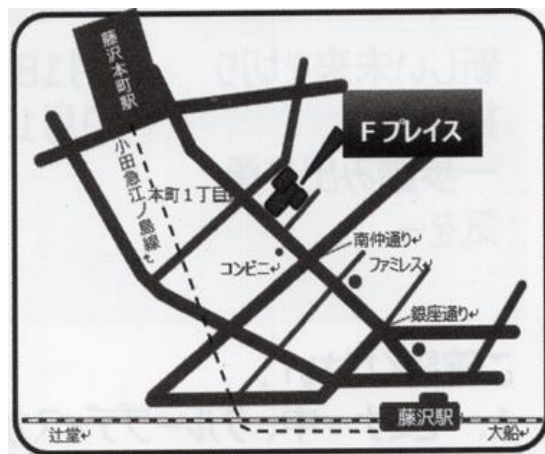 藤沢本町駅
Fプレイス
小田急江ノ島線↲
本町1丁目
南仲通り↲
コンビニ↲
ファミレス↲
銀座通り↲
藤沢駅
辻堂↲
大船↲